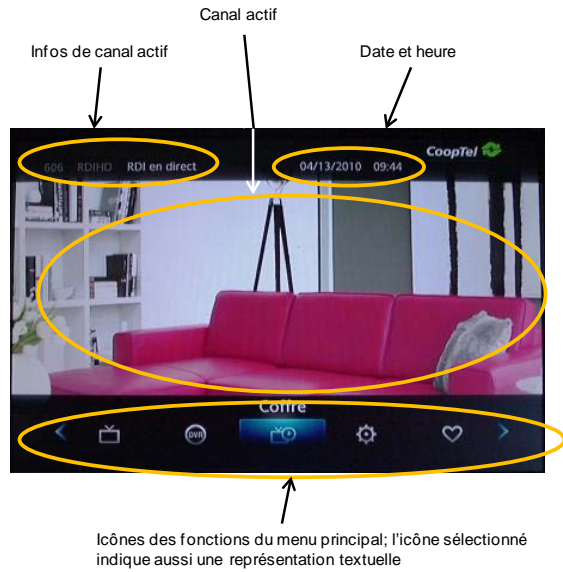 Canal actif
Infos de canal actif
Date et heure
CoopTel
606 RDIHD RDI en direct
04/13/2010 09:44
Coffre
DVR
Icônes des fonctions du menu principal; l'icône sélectionné
indique aussi une représentation textuelle